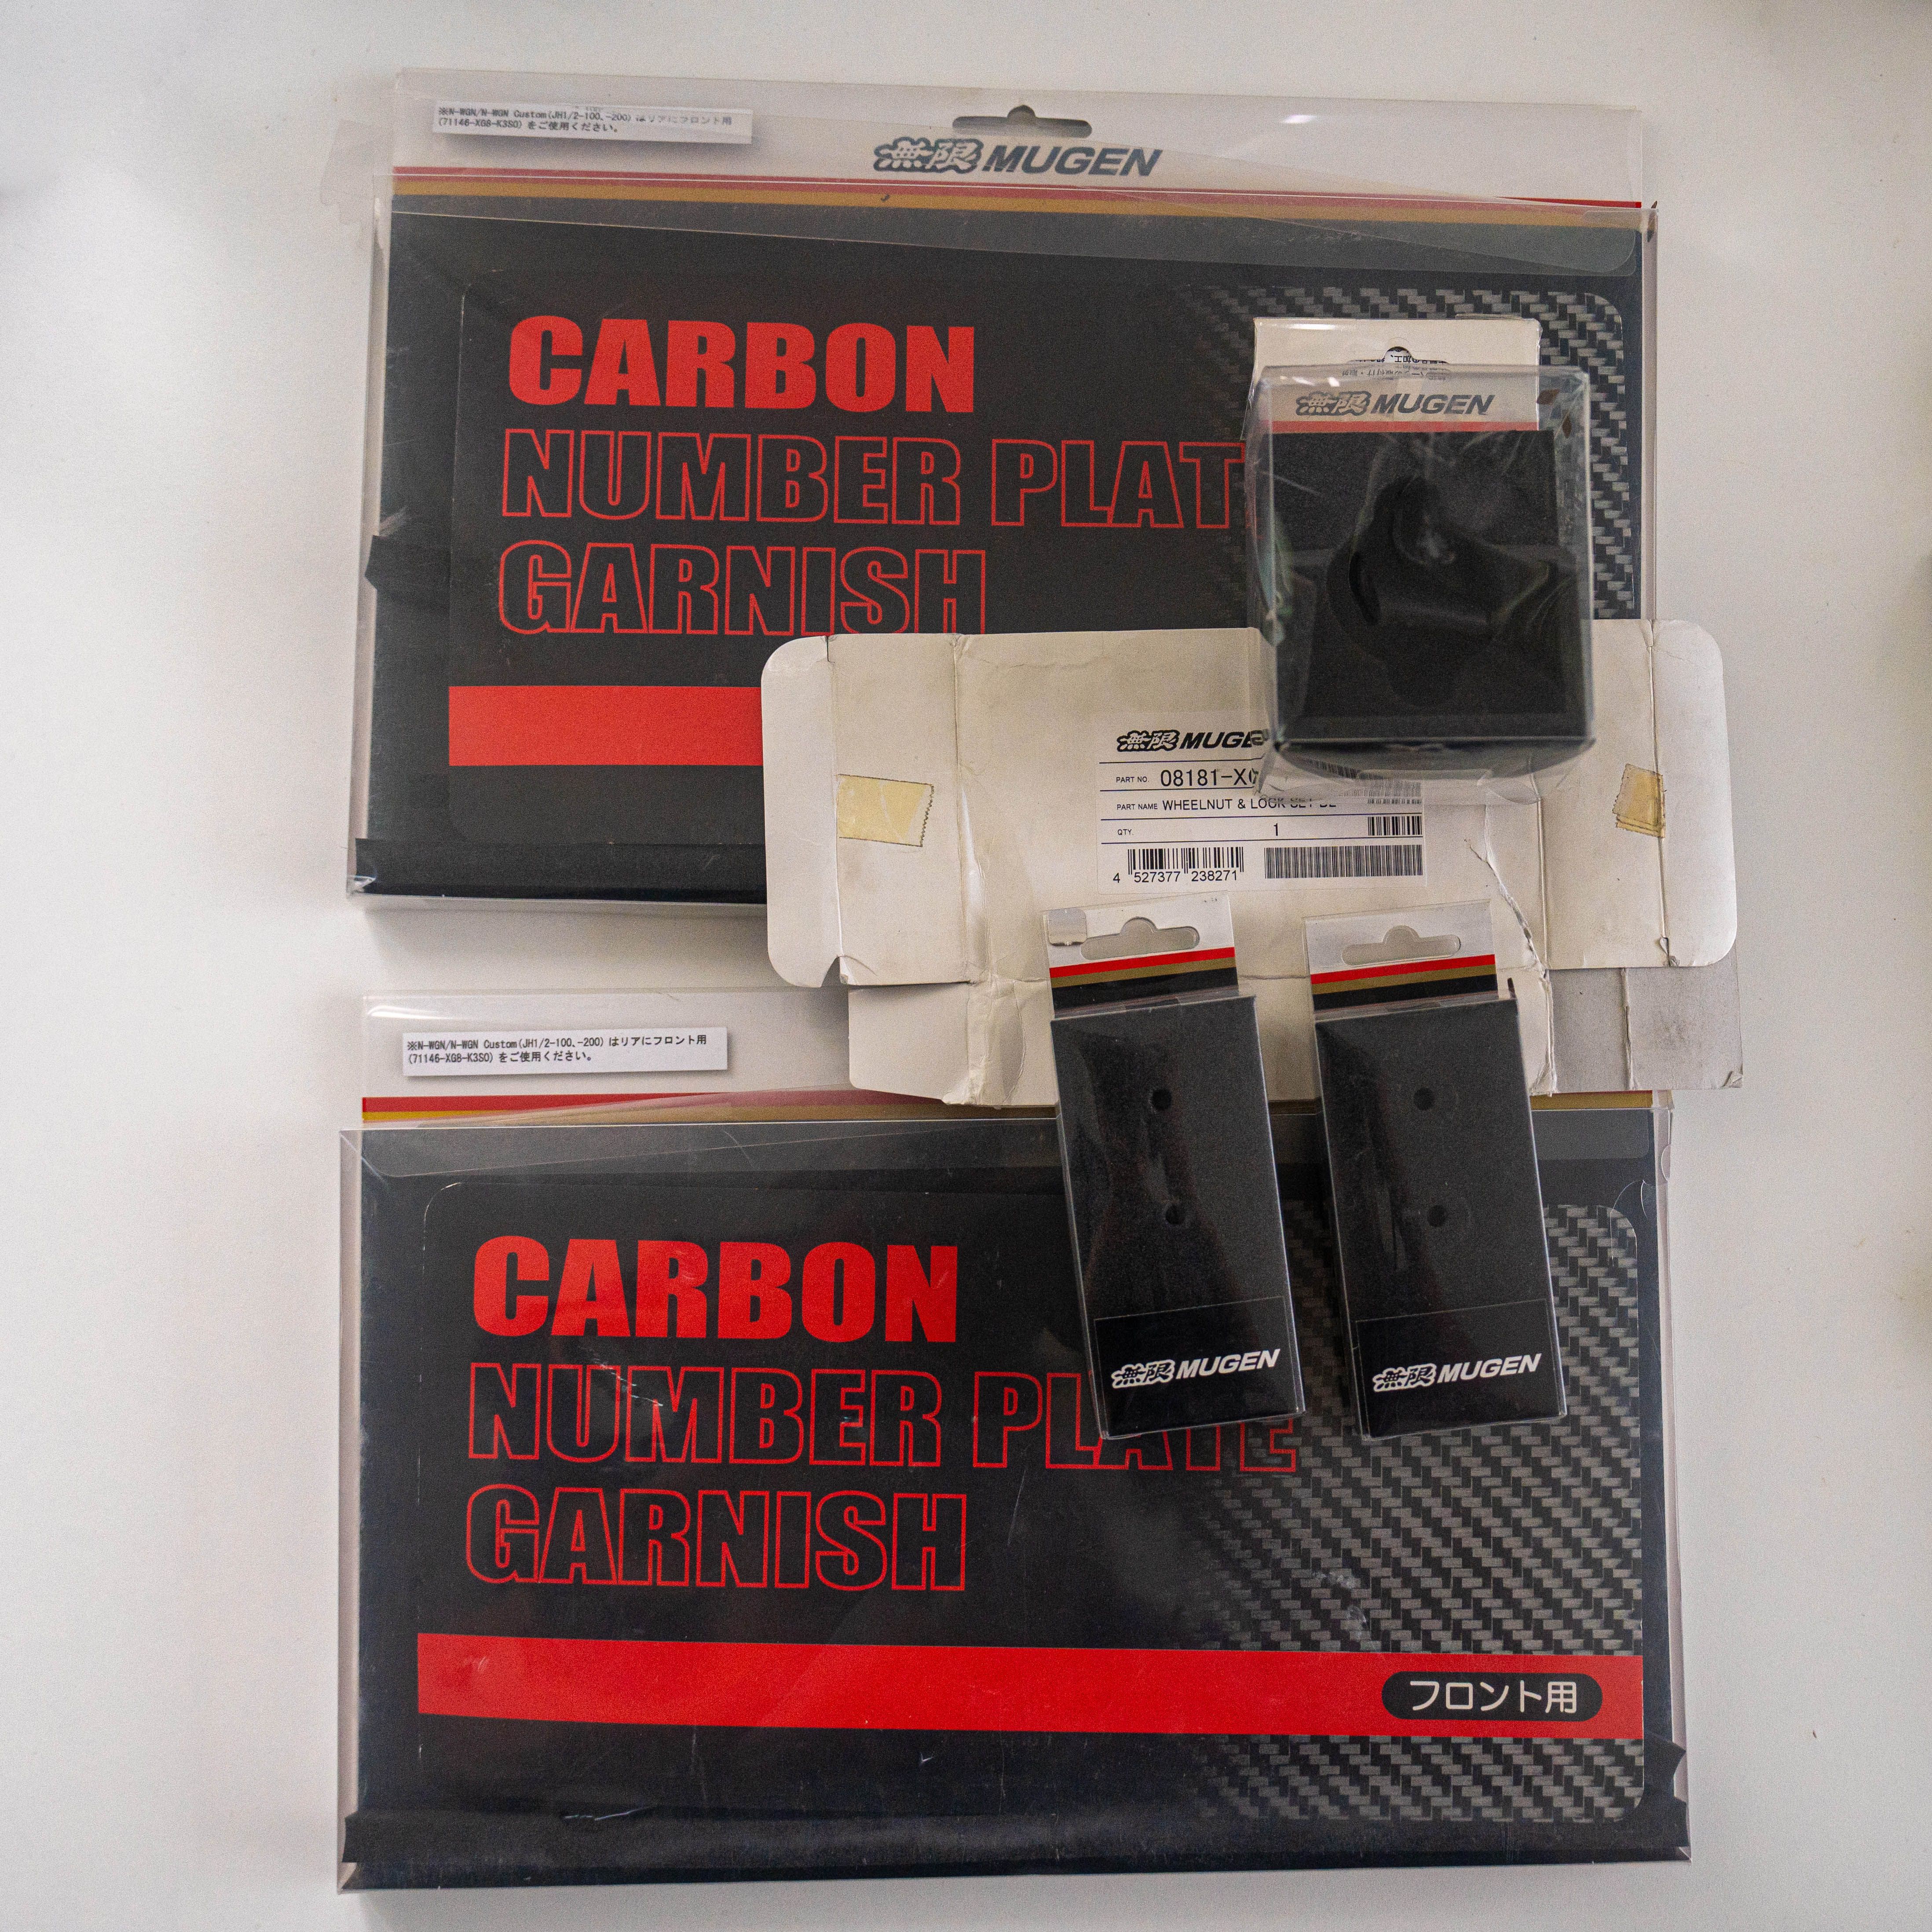 ※N-WGN/N-WGN Custom(JH1/2-100、-200) はリアにフロント用
(71146-XG8-K3S0) をご使用ください。
無限 MUGEN
CARBON
NUMBER PLAT
GARNISH
無限 MUGEN
無限 MUGE
PART NO. 08181-X
PART NAME WHEELNUT & LOCK SET BL
QTY. 1
4 527377 238271
※N-WGN/N-WGN Custom(JH1/2-100、-200) はリアにフロント用
(71146-XG8-K3S0) をご使用ください。
CARBON
NUMBER PLATE
GARNISH
無限 MUGEN
無限 MUGEN
フロント用